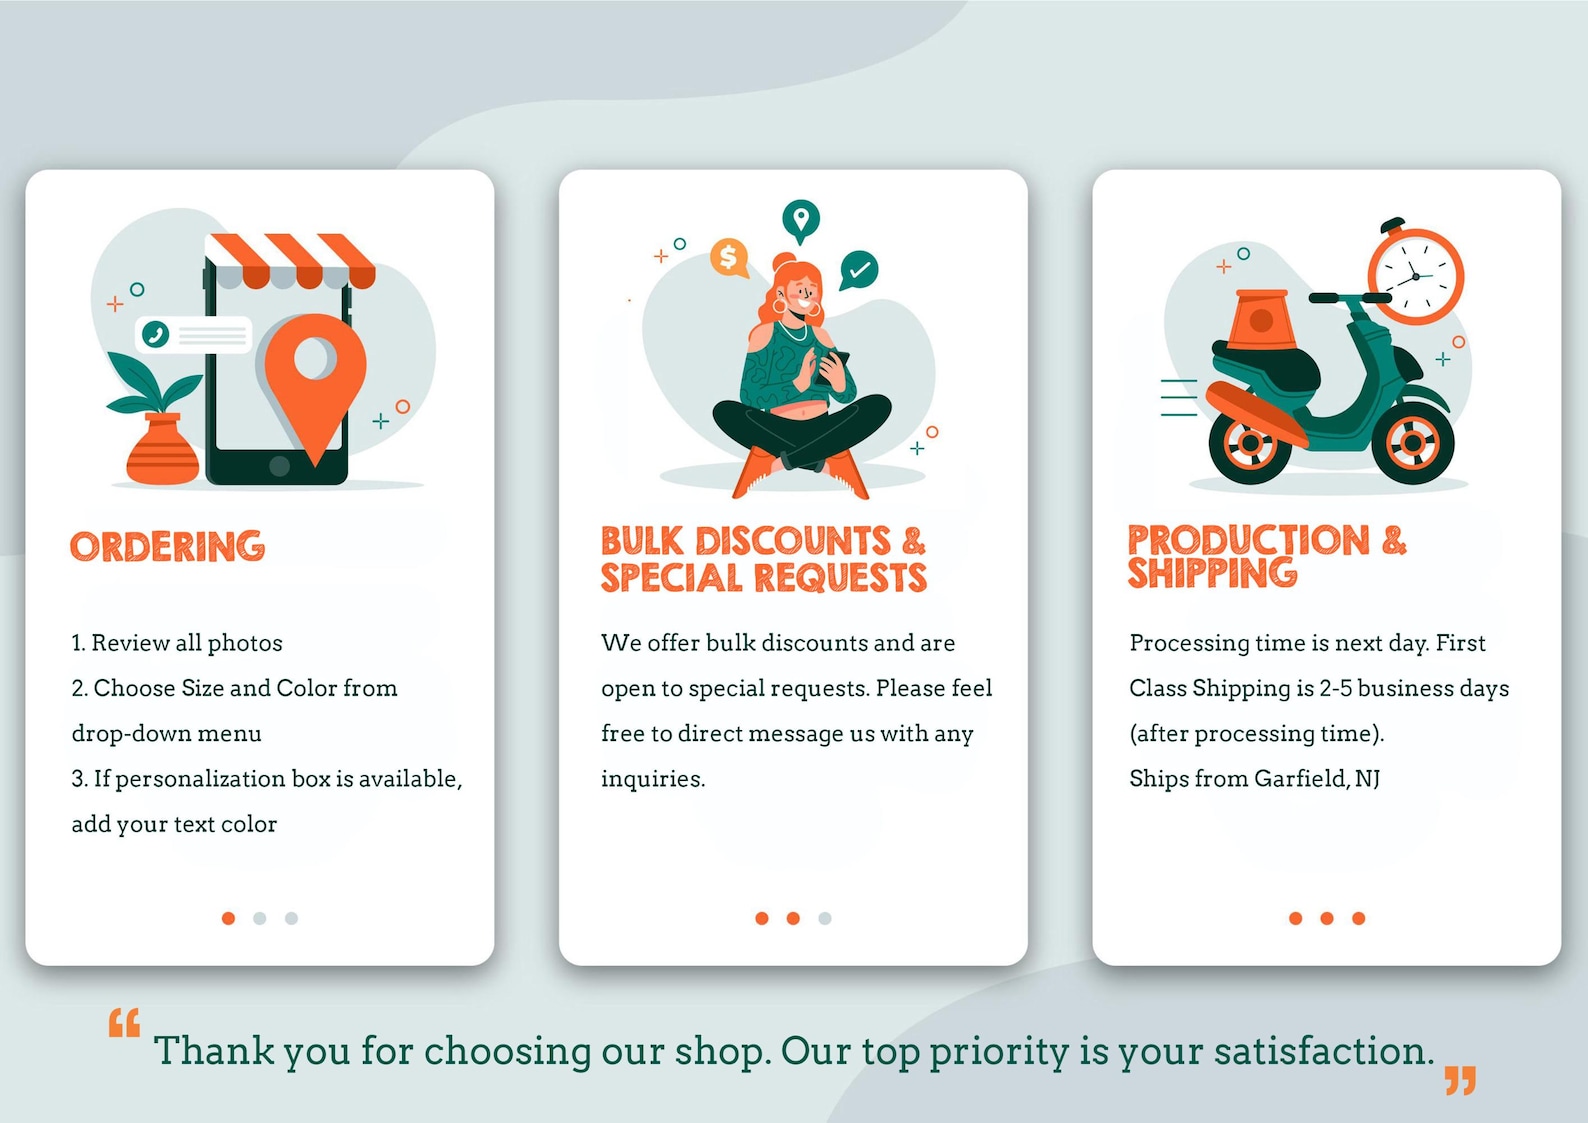 ORDERING
1. Review all photos
2. Choose Size and Color from
drop-down menu
3. If personalization box is available,
add your text color
$
BULK DISCOUNTS &
SPECIAL REQUESTS
We offer bulk discounts and are
open to special requests. Please feel
free to direct message us with any
inquiries.
PRODUCTION &
SHIPPING
Processing time is next day. First
Class Shipping is 2-5 business days
(after processing time).
Ships from Garfield, NJ
“Thank you for choosing our shop. Our top priority is your satisfaction.”